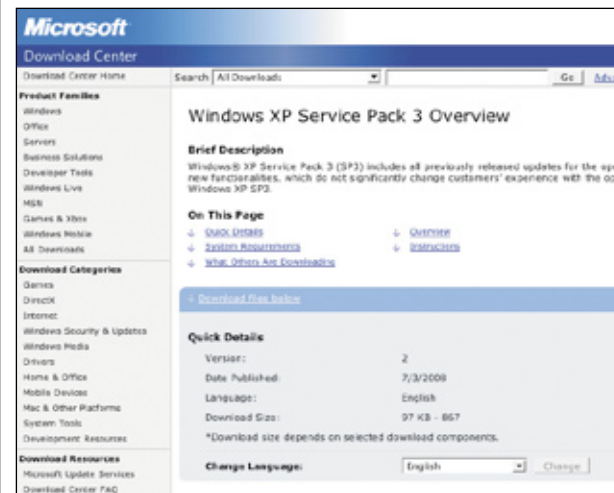 Microsoft
Download Center
Download Center Home
Search All Downloads Go
Product Families
Windows
Office
Servers
Business Solutions
Developer Tools
Windows Live
MSN
Games & Xbox
Windows Mobile
All Downloads
Download Categories
Games
DirectX
Internet
Windows Security & Updates
Windows Media
Drivers
Home & Office
Mobile Devices
Mac & Other Platforms
System Tools
Development Resources
Download Resources
Microsoft Update Services
Download Center FAQ
Windows XP Service Pack 3 Overview
Brief Description
Windows® XP Service Pack 3 (SP3) includes all previously released updates for the
new functionalities, which do not significantly change customers' experience with the
Windows XP SP3.
On This Page
Quick Details
Overview
System Requirements
Instructions
What Others Are Downloading
Download files below
Quick Details
Version: 2
Date Published: 7/3/2008
Language: English
Download Size: 97 KB - 867
*Download size depends on selected download components.
Change Language: English Change